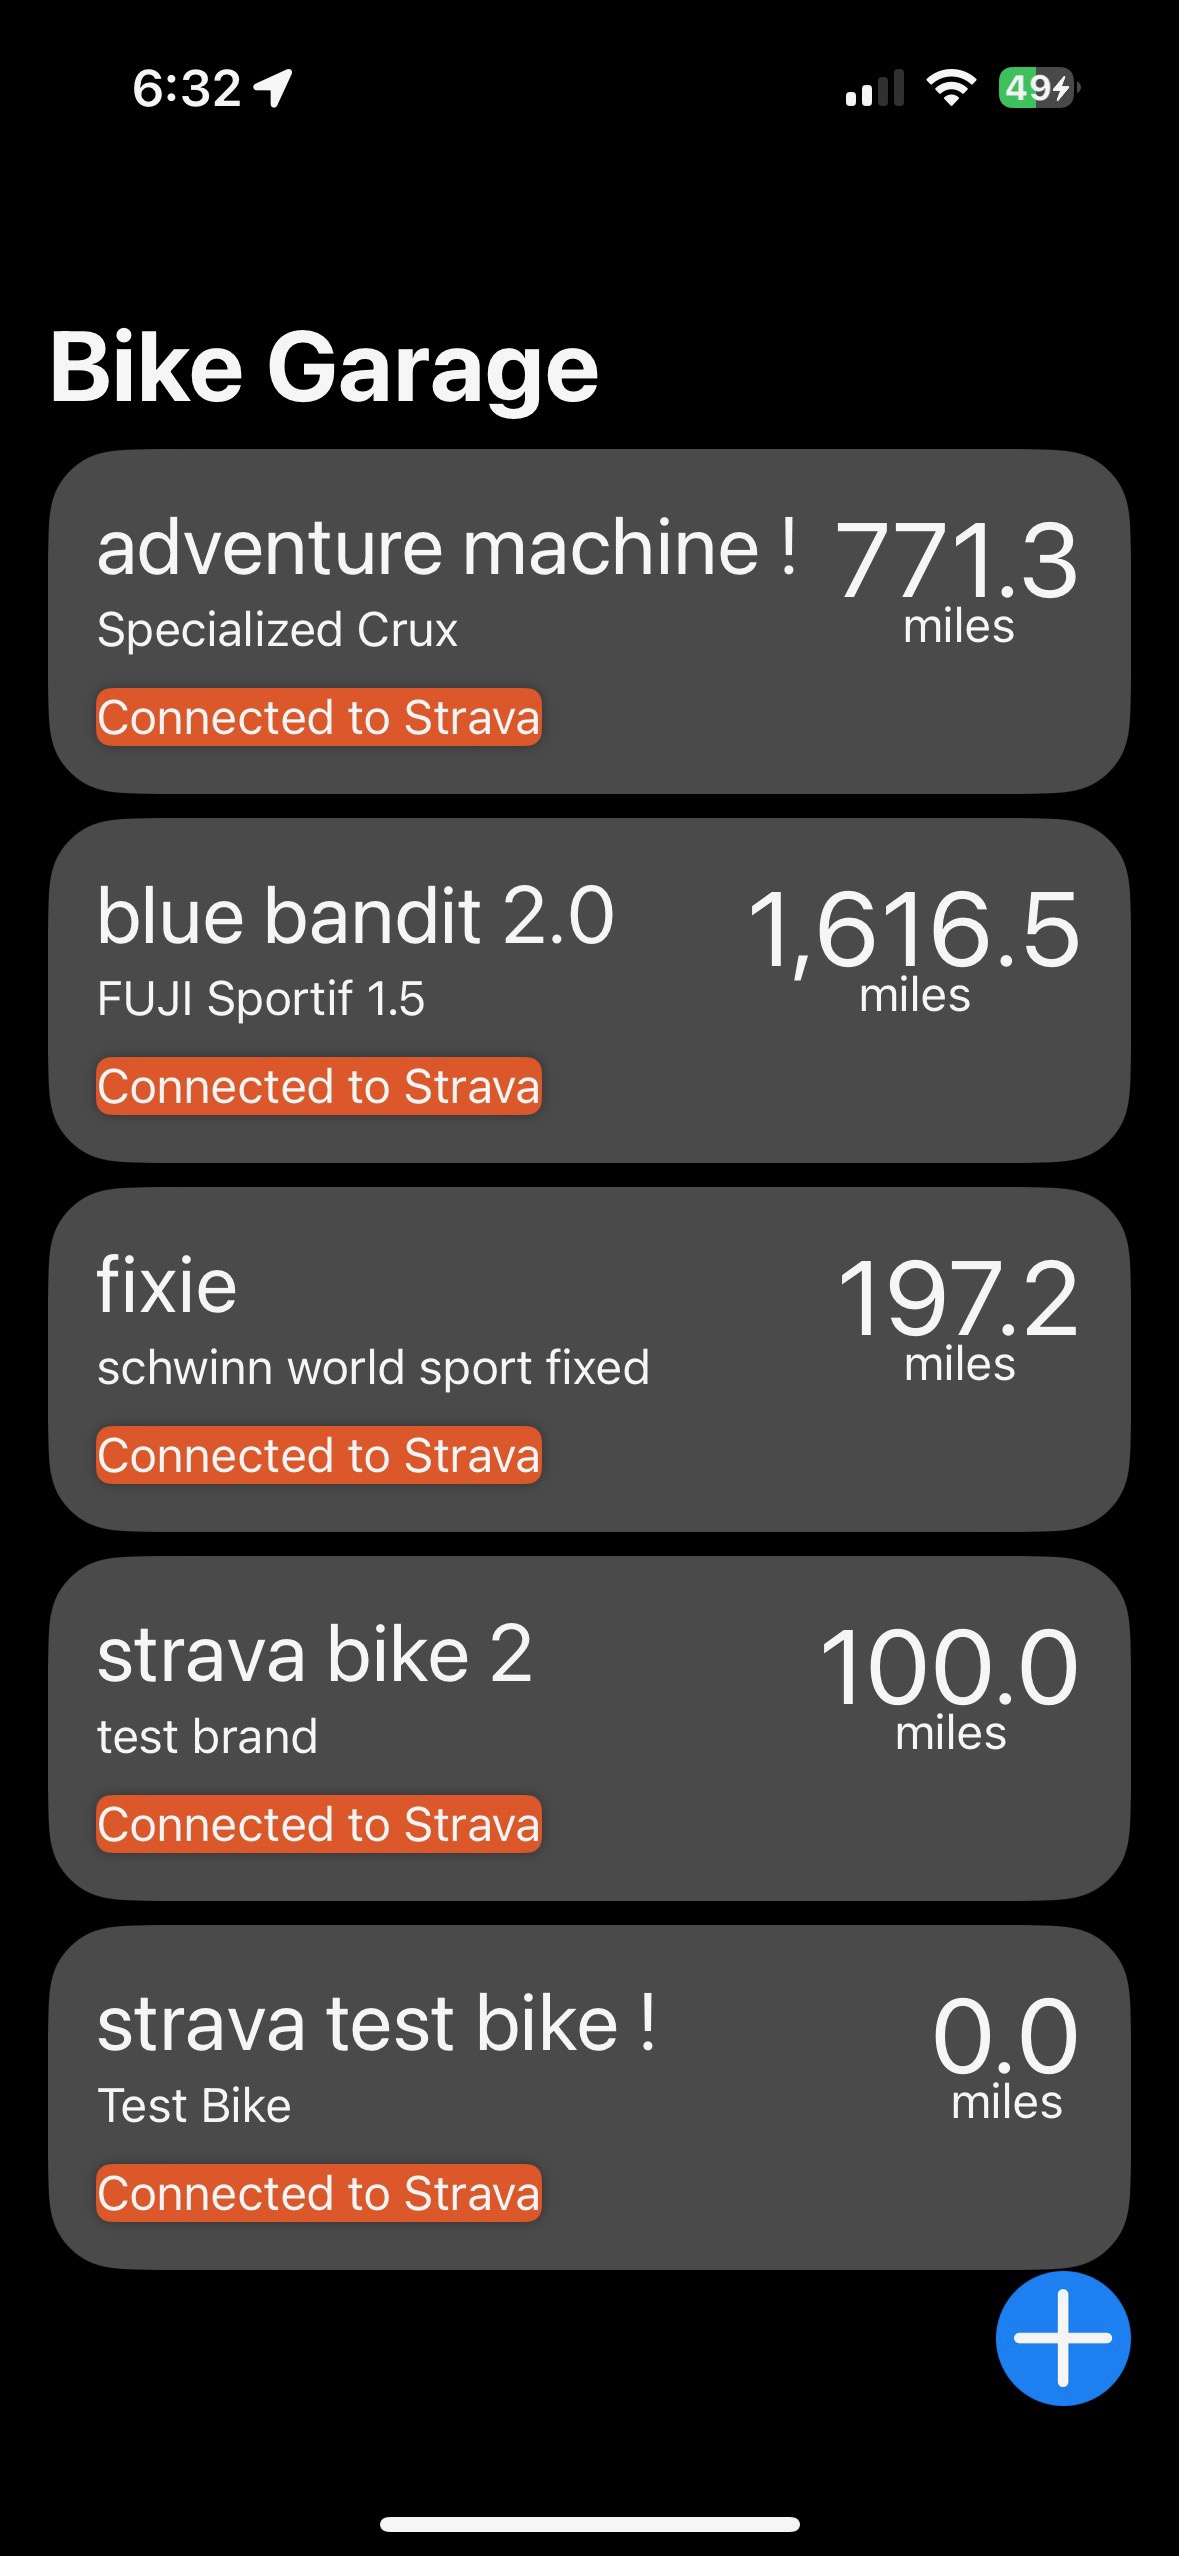 6:32
49
Bike Garage
adventure machine !
771.3
Specialized Crux
miles
Connected to Strava
blue bandit 2.0
1,616.5
FUJI Sportif 1.5
miles
Connected to Strava
fixie
197.2
schwinn world sport fixed
miles
Connected to Strava
strava bike 2
100.0
test brand
miles
Connected to Strava
strava test bike !
0.0
Test Bike
miles
Connected to Strava